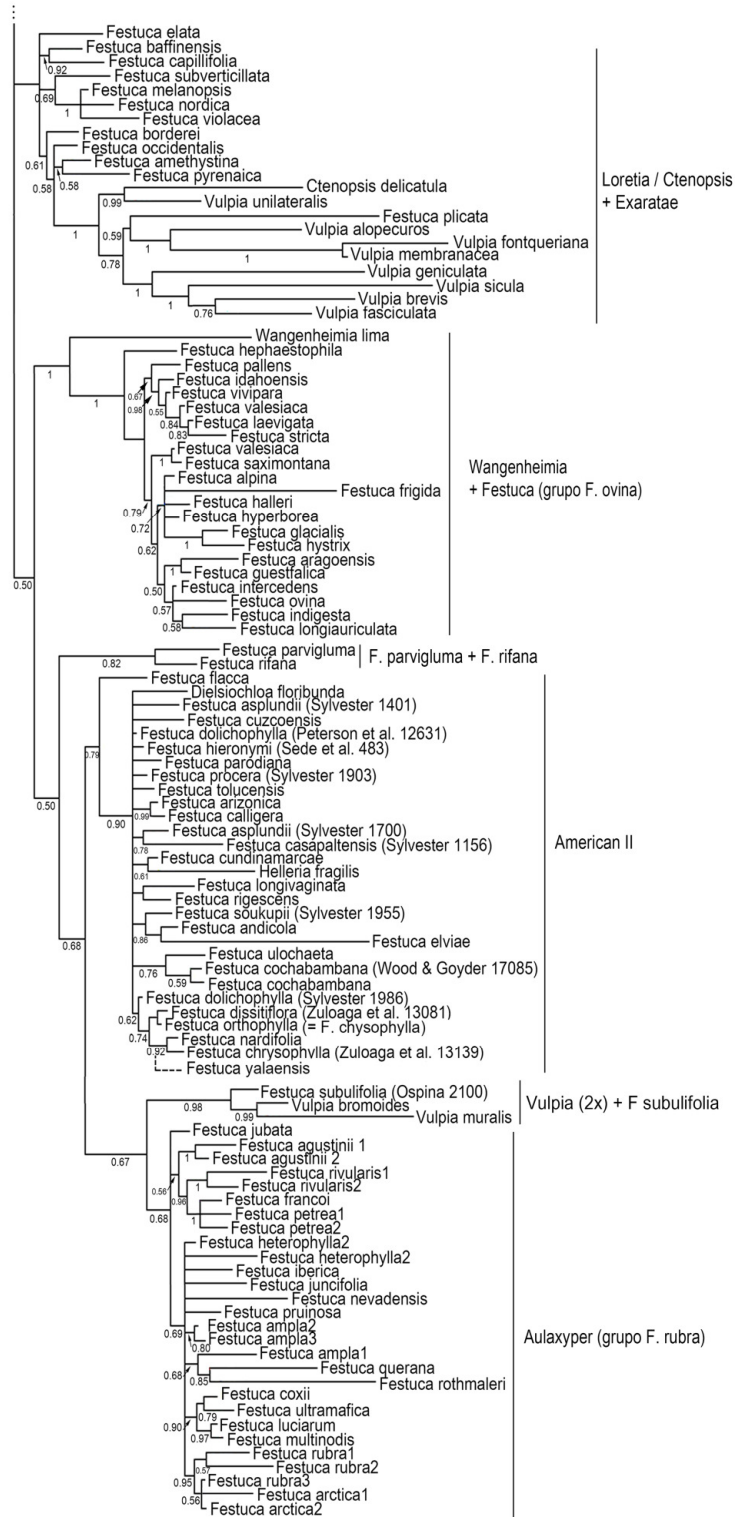 Festuca elata
Festuca baffinensis
Festuca capillifolia
0.92
Festuca subverticillata
0.69
Festuca melanopsis
Festuca nordica
1
Festuca violacea
Festuca borderei
Festuca occidentalis
0.61
Festuca amethystina
0.58
0.58
Festuca pyrenaica
Loretia / Ctenopsis
+ Exaratae
Ctenopsis delicatula
0.99
Vulpia unilateralis
Festuca plicata
1
0.59
Vulpia alopecuros
1
Vulpia fontqueriana
1
Vulpia membranacea
0.78
Vulpia geniculata
Vulpia sicula
1
Vulpia brevis
0.76
Vulpia fasciculata
Wangenheimia lima
Festuca hephaestophila
1
Festuca pallens
Festuca idahoensis
0.67
Festuca vivipara
1
0.98
0.55
Festuca valesiaca
0.84
Festuca laevigata
0.83
Festuca stricta
Festuca valesiaca
1
Festuca saximontana
Wangenheimia
+ Festuca (grupo F. ovina)
Festuca alpina
Festuca frigida
Festuca halleri
0.79
Festuca hyperborea
0.72
Festuca glacialis
1
0.62
Festuca hystrix
Festuca aragoensis
1
Festuca guestfalica
0.50
0.50
Festuca intercedens
Festuca ovina
0.57
Festuca indigesta
0.58
Festuca longiauriculata
Festuca parvigluma
0.82
Festuca rifana
F. parvigluma + F. rifana
Festuca flacca
Dielsiochloa floribunda
Festuca asplundii (Sylvester 1401)
Festuca cuzcoensis
Festuca dolichophylla (Peterson et al. 12631)
Festuca hieronymi (Sede et al. 483)
0.79
Festuca parodiana
Festuca procera (Sylvester 1903)
Festuca tolucensis
0.50
Festuca arizonica
0.90
0.99
Festuca calligera
Festuca asplundii (Sylvester 1700)
0.78
Festuca casapaltensis (Sylvester 1156)
American II
Festuca cundinamarcae
0.61
Helleria fragilis
Festuca longivaginata
Festuca rigescens
Festuca soukupii (Sylvester 1955)
Festuca andicola
0.86
Festuca elviae
0.68
Festuca ulochaeta
0.76
Festuca cochabambana (Wood & Goyder 17085)
0.59
Festuca cochabambana
Festuca dolichophylla (Sylvester 1986)
0.62
Festuca dissitiflora (Zuloaga et al. 13081)
Festuca orthophylla (= F. chysophylla)
0.74
Festuca nardifolia
0.92
Festuca chrysophvlla (Zuloaga et al. 13139)
Festuca yalaensis
Festuca subulifolia (Ospina 2100)
0.98
Vulpia bromoides
0.99
Vulpia muralis
Vulpia (2x) + F subulifolia
Festuca jubata
Festuca agustinii 1
1
0.67
Festuca agustinii 2
Festuca rivularis1
0.56
1
Festuca rivularis2
0.96
Festuca francoi
0.68
Festuca petrea1
1
Festuca petrea2
Festuca heterophylla2
Festuca heterophylla2
Festuca iberica
Festuca juncifolia
Festuca nevadensis
Festuca pruinosa
Festuca ampla2
0.69
Festuca ampla3
0.80
Aulaxyper (grupo F. rubra)
Festuca ampla1
0.68
Festuca querana
0.85
Festuca rothmaleri
Festuca coxii
0.79
Festuca ultramafica
0.90
Festuca luciarum
0.97
Festuca multinodis
Festuca rubra1
0.57
Festuca rubra2
0.95
Festuca rubra3
Festuca arctica1
0.56
Festuca arctica2